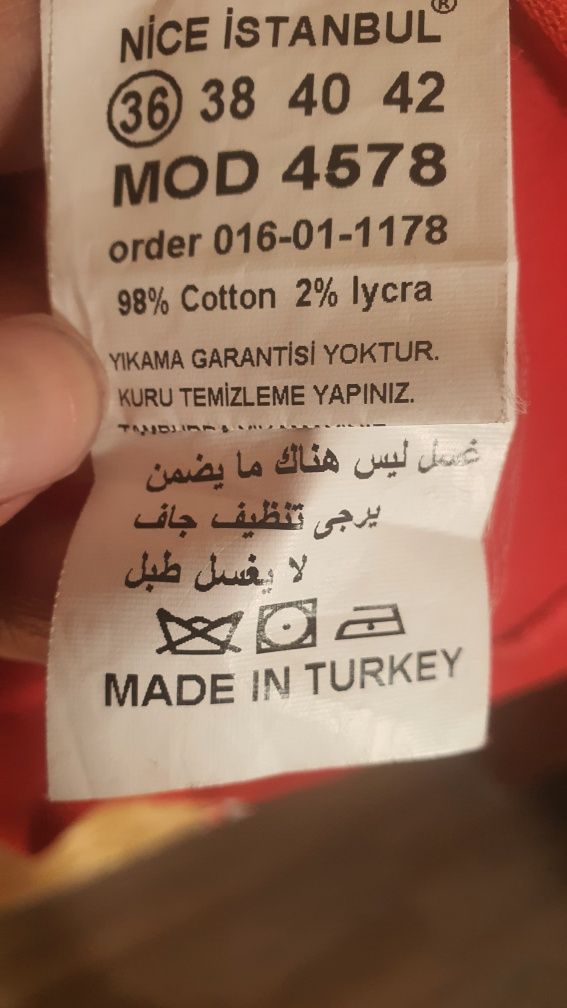 NİCE İSTANBUL®
36 38 40 42
MOD 4578
order 016-01-1178
98% Cotton 2% lycra
YIKAMA GARANTİSİ YOKTUR.
KURU TEMİZLEME YAPINIZ.
غسل ليس هناك ما يضمن
يرجى تنظيف جاف
لا يغسل طبل
MADE IN TURKEY